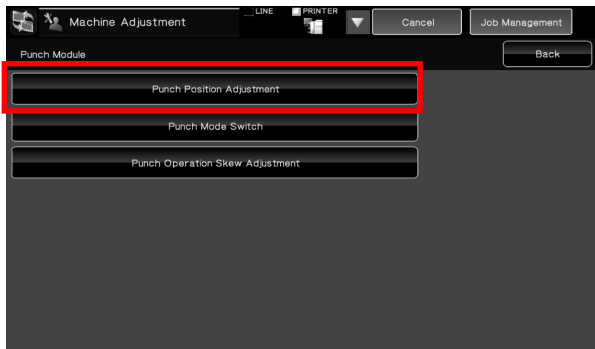 Machine Adjustment
LINE
PRINTER
Cancel
Job Management
Punch Module
Back
Punch Position Adjustment
Punch Mode Switch
Punch Operation Skew Adjustment